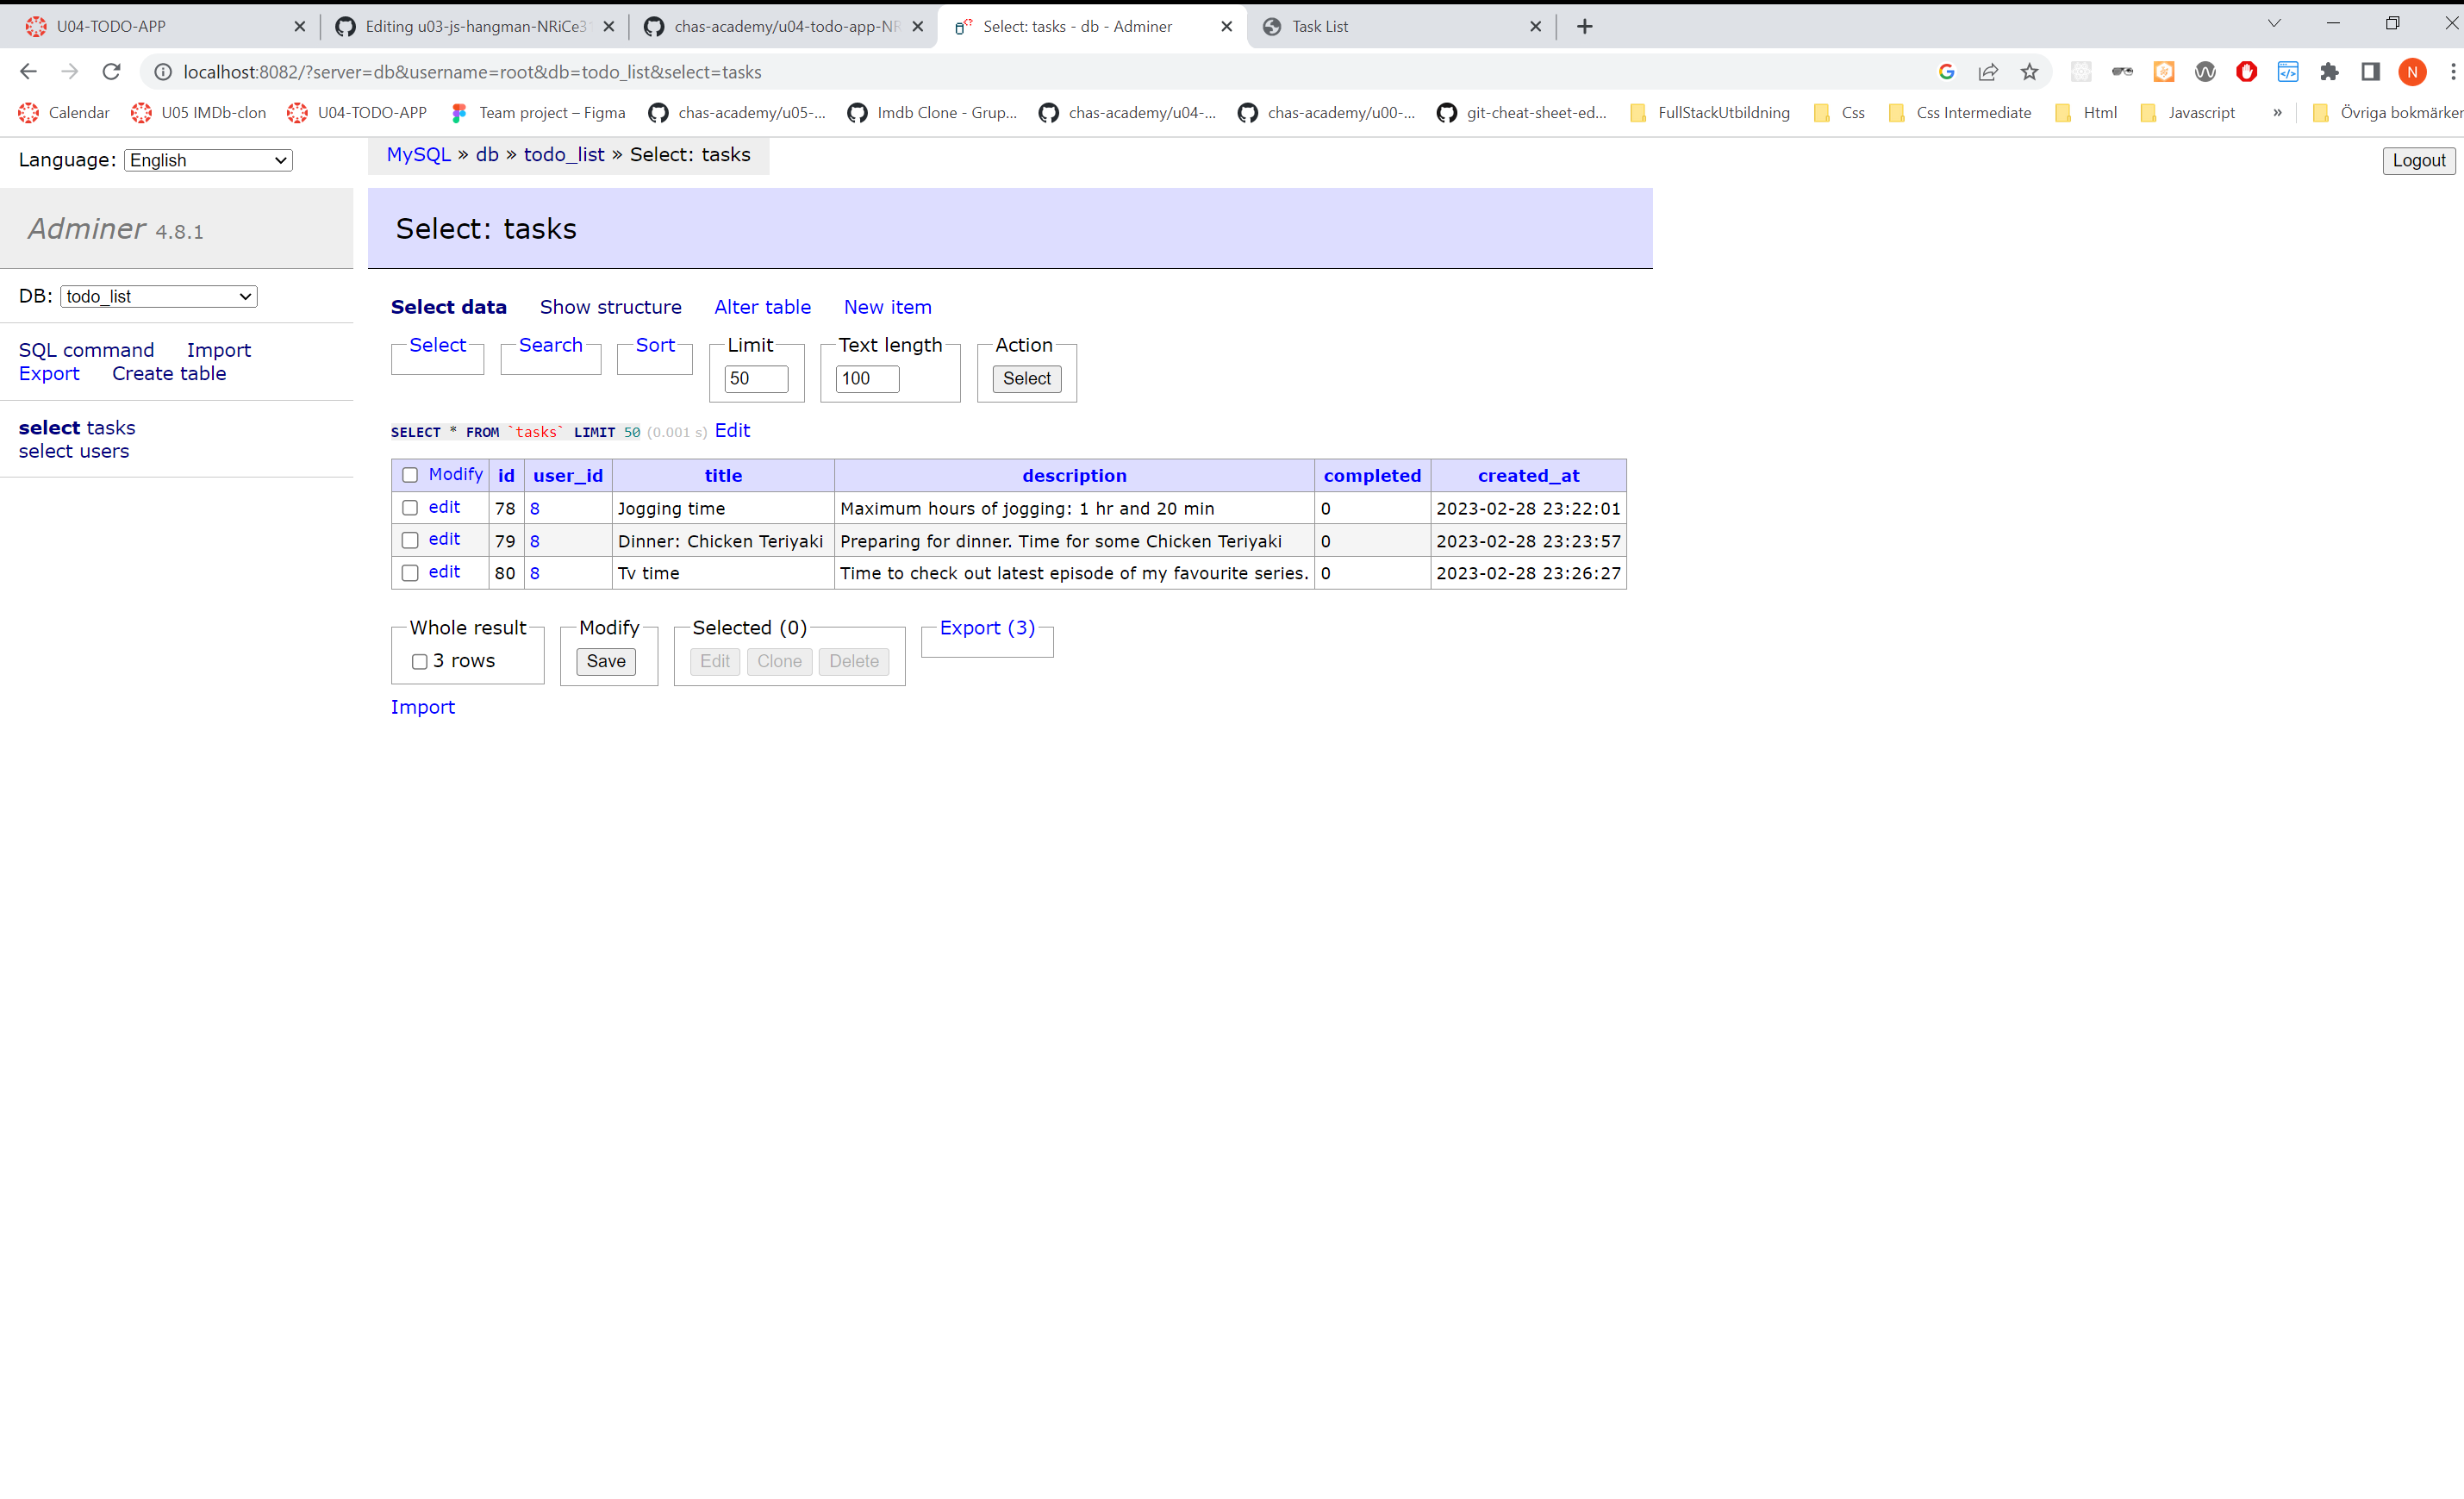 U04-TODO-APP
Editing u03-js-hangman-NRiCe3
chas-academy/u04-todo-app-NR
Select: tasks - db - Adminer
Task List
localhost:8082/?server=db&username=root&db=todo_list&select=tasks
N
Calendar
U05 IMDb-clon
U04-TODO-APP
Team project – Figma
chas-academy/u05-...
Imdb Clone - Grup...
chas-academy/u04-...
chas-academy/u00-...
git-cheat-sheet-ed...
FullStackUtbildning
Css
Css Intermediate
Html
Javascript
»
Övriga bokmärken
Language: English
MySQL » db » todo_list » Select: tasks
Logout
Adminer 4.8.1
Select: tasks
DB: todo_list
SQL command Import
Export Create table
select tasks
select users
Select data Show structure Alter table New item
Select Search Sort Limit Text length Action
50 100 Select
SELECT * FROM `tasks` LIMIT 50 (0.001 s) Edit
Modify id user_id title description completed created_at
edit 78 8 Jogging time Maximum hours of jogging: 1 hr and 20 min 0 2023-02-28 23:22:01
edit 79 8 Dinner: Chicken Teriyaki Preparing for dinner. Time for some Chicken Teriyaki 0 2023-02-28 23:23:57
edit 80 8 Tv time Time to check out latest episode of my favourite series. 0 2023-02-28 23:26:27
Whole result Modify Selected (0) Export (3)
3 rows Save Edit Clone Delete
Import